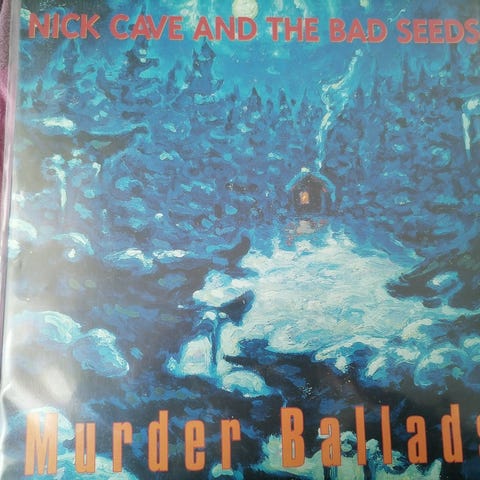 NICK CAVE AND THE BAD SEEDS
Murder Ballads